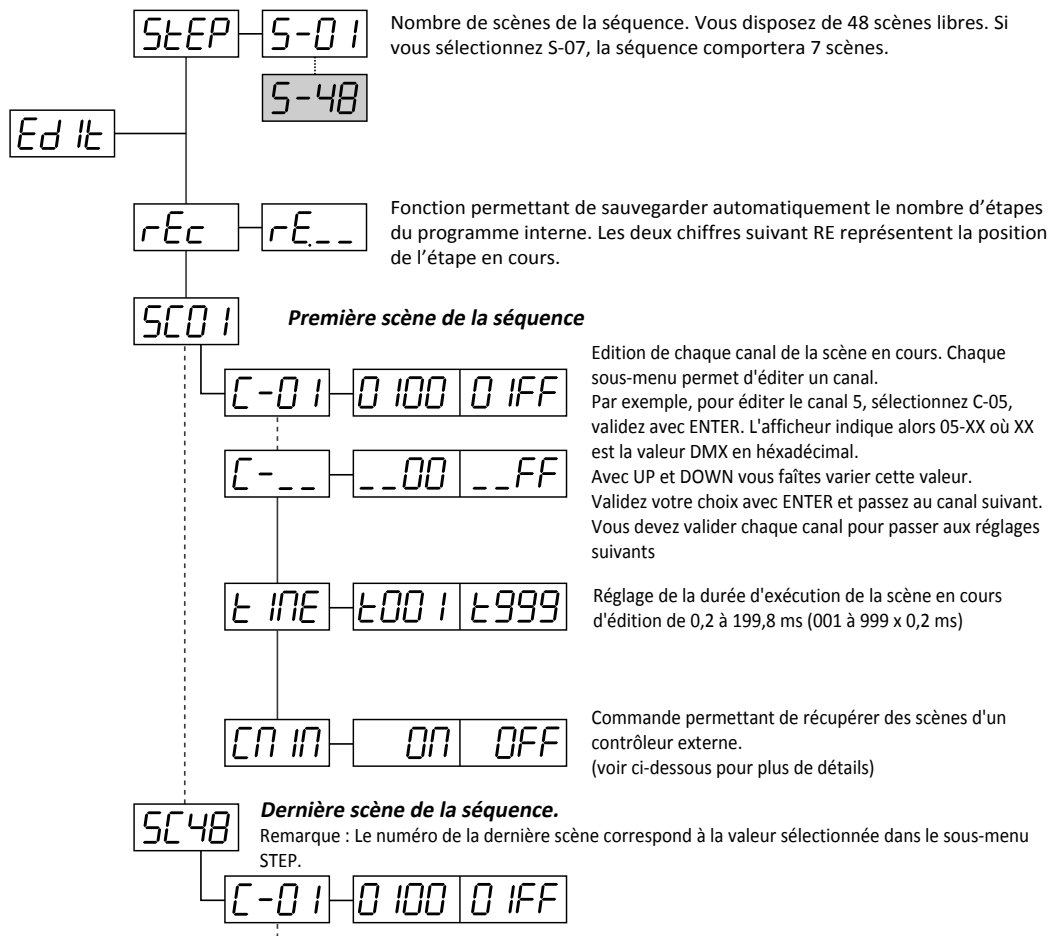 StEP S-01
Nombre de scènes de la séquence. Vous disposez de 48 scènes libres. Si
vous sélectionnez S-07, la séquence comportera 7 scènes.
S-48
Ed It
rEc rE.__
Fonction permettant de sauvegarder automatiquement le nombre d’étapes
du programme interne. Les deux chiffres suivant RE représentent la position
de l’étape en cours.
SC01
Première scène de la séquence
C-01 0100 01FF
Edition de chaque canal de la scène en cours. Chaque
sous-menu permet d'éditer un canal.
Par exemple, pour éditer le canal 5, sélectionnez C-05,
validez avec ENTER. L'afficheur indique alors 05-XX où XX
est la valeur DMX en héxadécimal.
C-__ __00 __FF
Avec UP et DOWN vous faîtes varier cette valeur.
Validez votre choix avec ENTER et passez au canal suivant.
Vous devez valider chaque canal pour passer aux réglages
suivants
tINE t001 t999
Réglage de la durée d'exécution de la scène en cours
d'édition de 0,2 à 199,8 ms (001 à 999 x 0,2 ms)
CnIn On OFF
Commande permettant de récupérer des scènes d'un
contrôleur externe.
(voir ci-dessous pour plus de détails)
SC48
Dernière scène de la séquence.
Remarque : Le numéro de la dernière scène correspond à la valeur sélectionnée dans le sous-menu
STEP.
C-01 0100 01FF